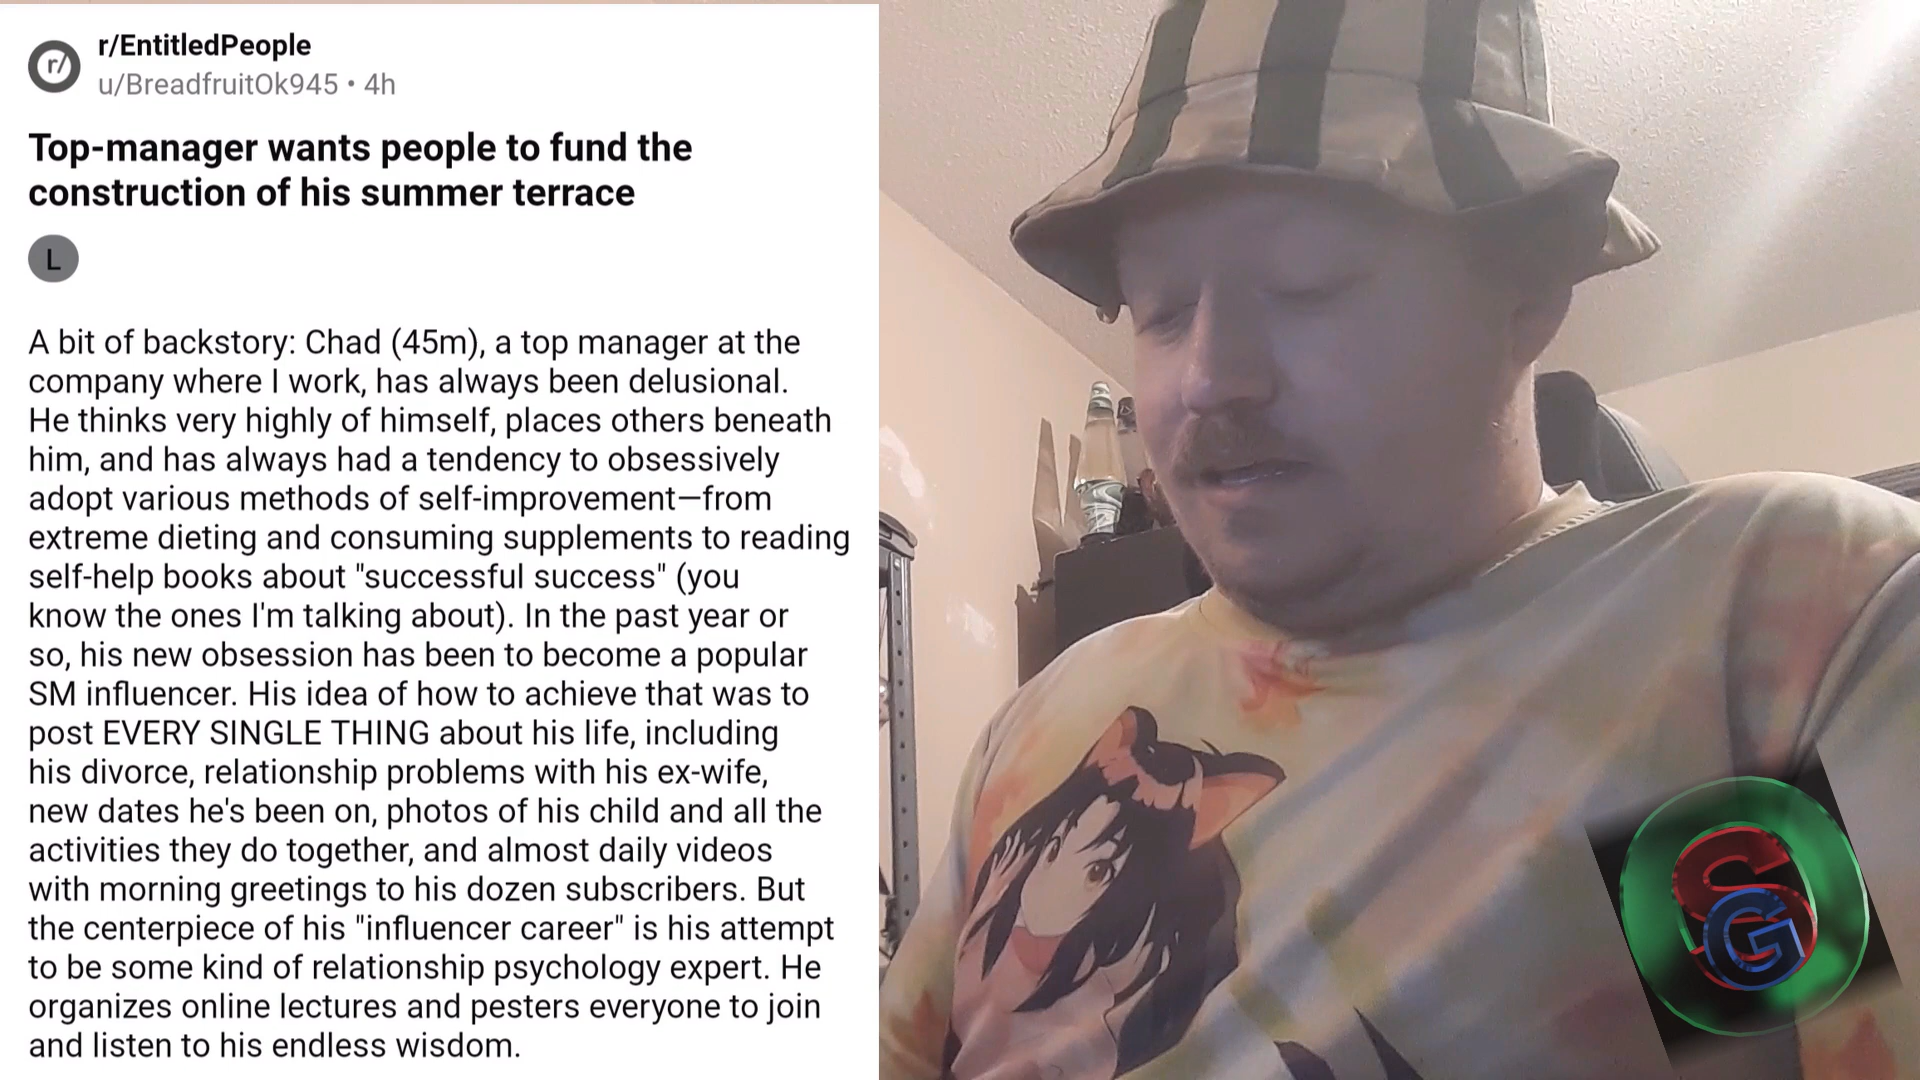 r/EntitledPeople
u/BreadfruitOk945 • 4h
Top-manager wants people to fund the
construction of his summer terrace
L
A bit of backstory: Chad (45m), a top manager at the
company where I work, has always been delusional.
He thinks very highly of himself, places others beneath
him, and has always had a tendency to obsessively
adopt various methods of self-improvement—from
extreme dieting and consuming supplements to reading
self-help books about "successful success" (you
know the ones I'm talking about). In the past year or
so, his new obsession has been to become a popular
SM influencer. His idea of how to achieve that was to
post EVERY SINGLE THING about his life, including
his divorce, relationship problems with his ex-wife,
new dates he's been on, photos of his child and all the
activities they do together, and almost daily videos
with morning greetings to his dozen subscribers. But
the centerpiece of his "influencer career" is his attempt
to be some kind of relationship psychology expert. He
organizes online lectures and pesters everyone to join
and listen to his endless wisdom.
r/
SG